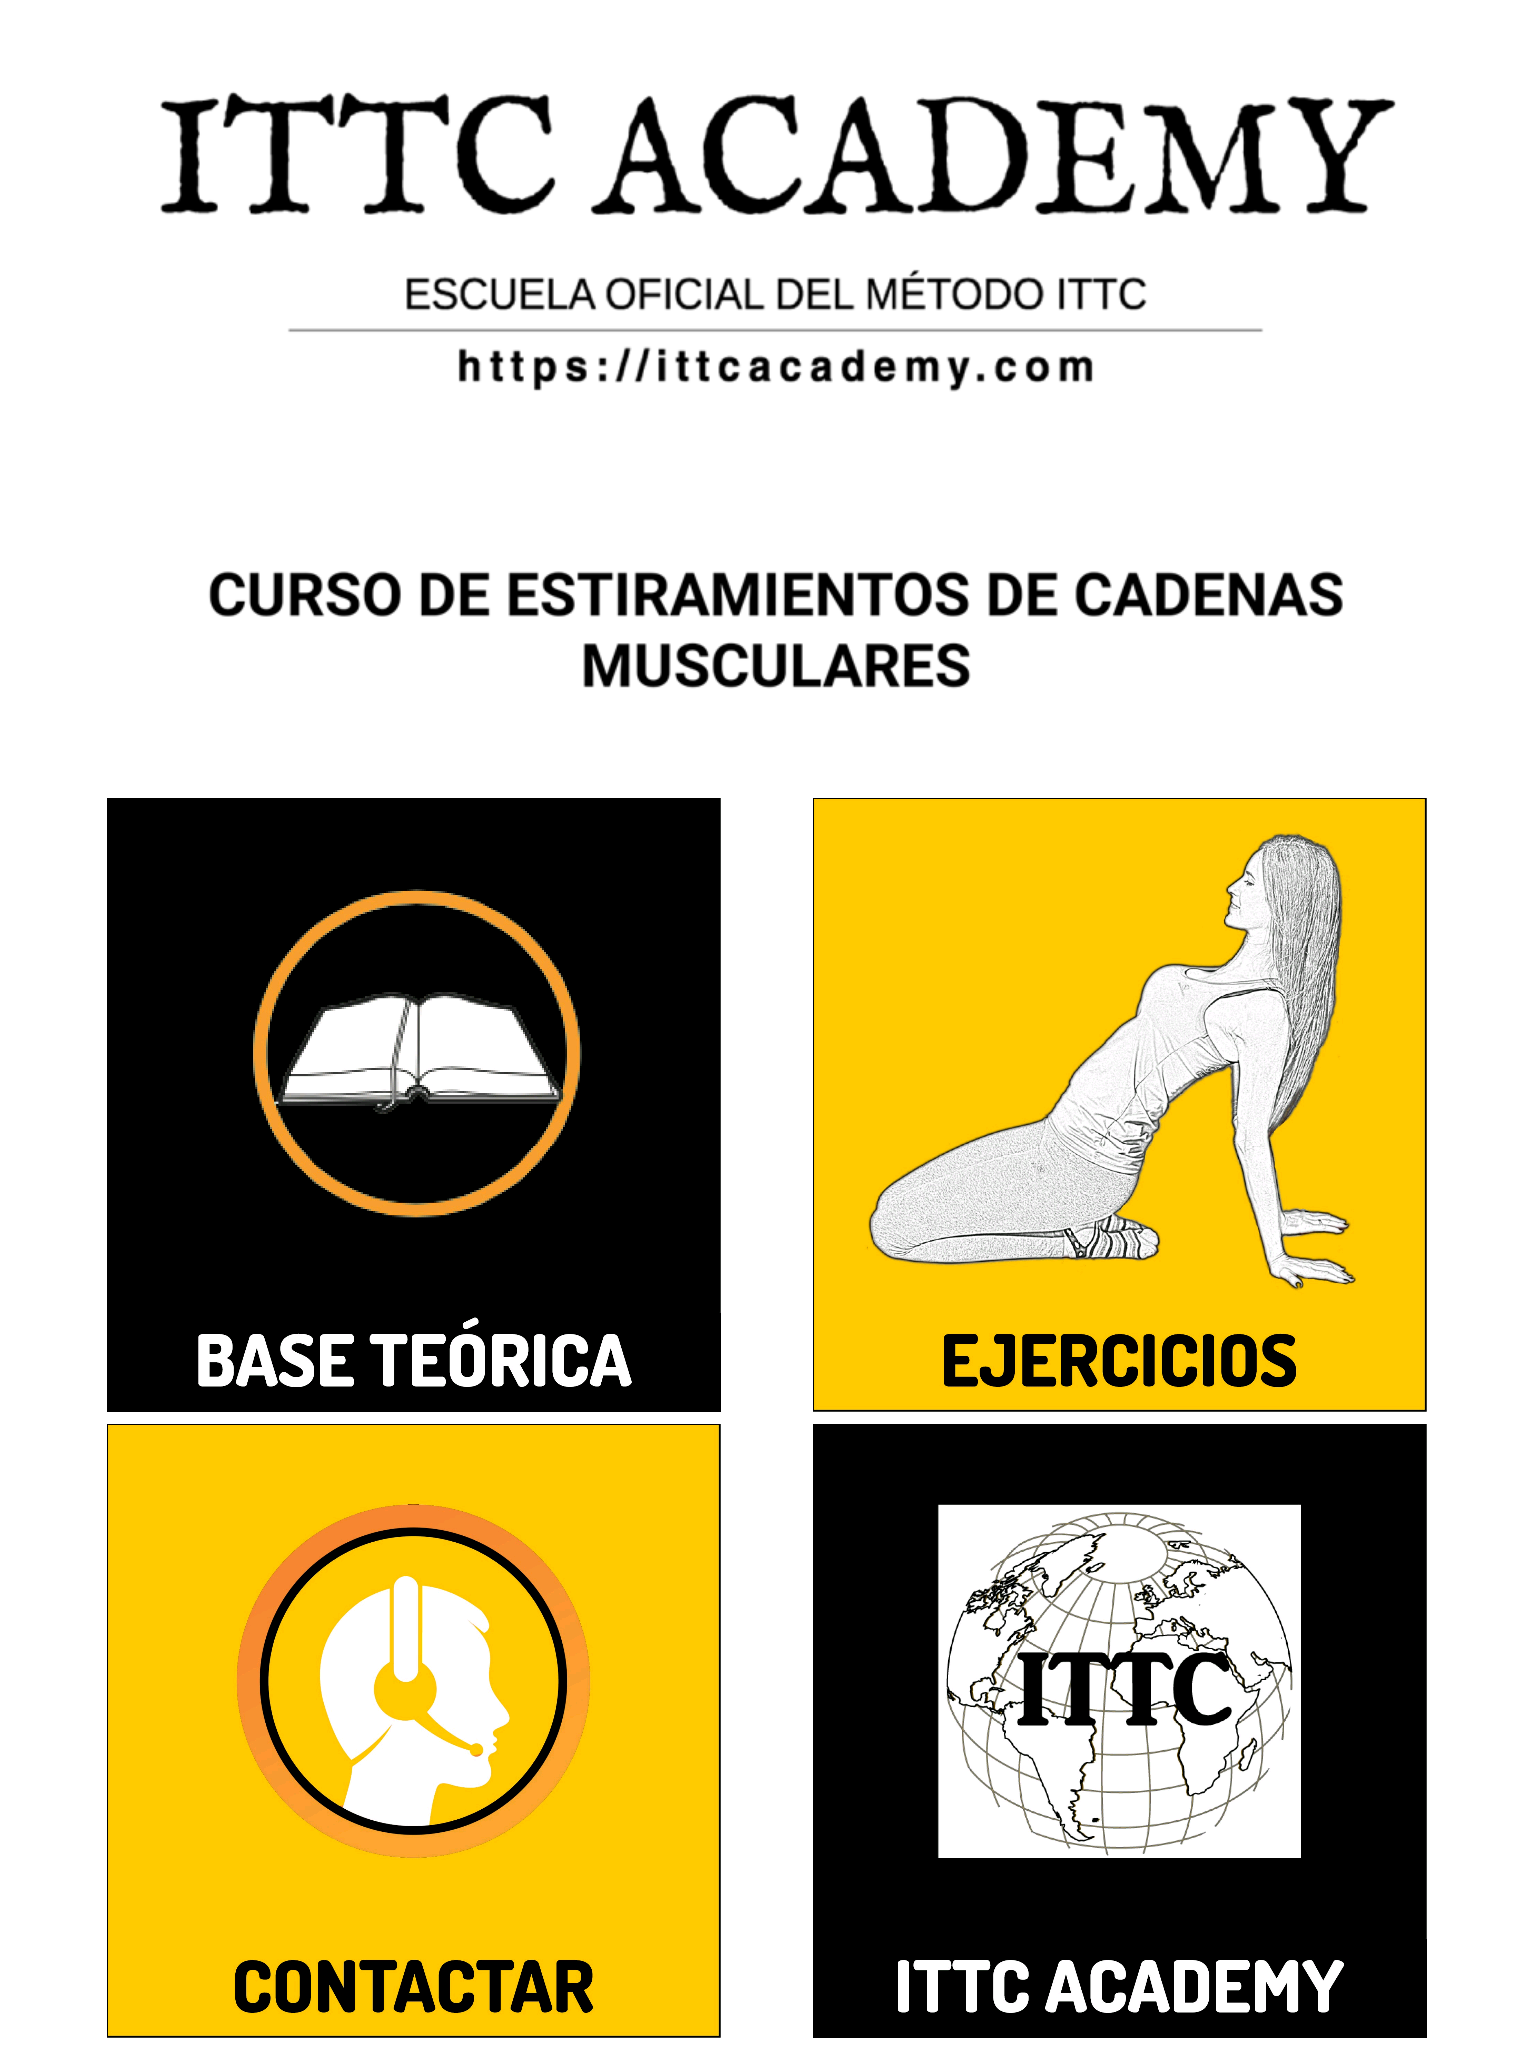 ITTC ACADEMY
ESCUELA OFICIAL DEL MÉTODO ITTC
https://ittcacademy.com
CURSO DE ESTIRAMIENTOS DE CADENAS
MUSCULARES
BASE TEÓRICA
EJERCICIOS
CONTACTAR
ITTC
ITTC ACADEMY